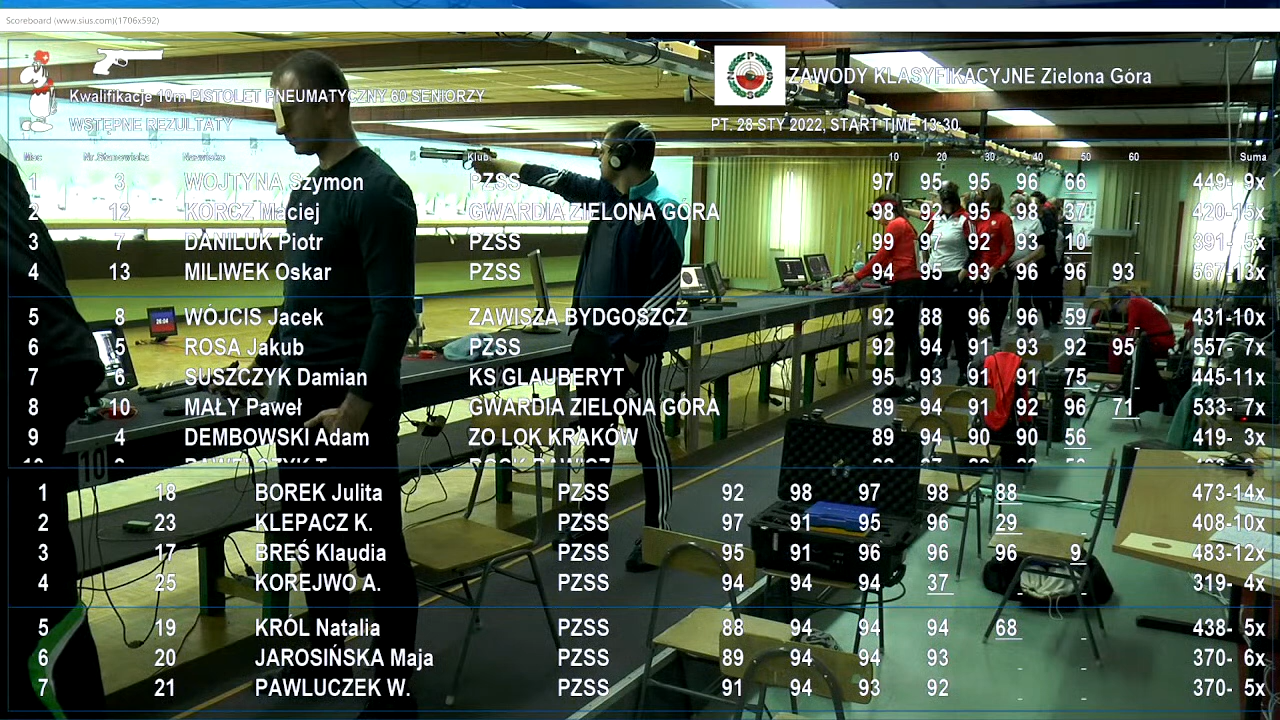 Scoreboard (www.sius.com)(1706x592)
ZAWODY KLASYFIKACYJNE Zielona Góra
Kwalifikacje 10m PISTOLET PNEUMATYCZNY 60 SENIORZY
WSTĘPNE REZULTATY
PT. 28 STY 2022, START TIME 13:30
Msc Nr.Stanowiska Nazwisko Klub 10 20 30 40 50 60 Suma
1 3 WOJTYNA Szymon PZSS 97 95 95 96 66 _ 449- 9x
2 12 KORCZ Maciej GWARDIA ZIELONA GÓRA 98 92 95 98 37 _ 420-15x
3 7 DANILUK Piotr PZSS 99 97 92 93 10 _ 391- 5x
4 13 MILIWEK Oskar PZSS 94 95 93 96 96 93 567-13x
5 8 WÓJCIS Jacek ZAWISZA BYDGOSZCZ 92 88 96 96 59 _ 431-10x
6 5 ROSA Jakub PZSS 92 94 91 93 92 95 557- 7x
7 6 SUSZCZYK Damian KS GLAUBERYT 95 93 91 91 75 _ 445-11x
8 10 MAŁY Paweł GWARDIA ZIELONA GÓRA 89 94 91 92 96 71 533- 7x
9 4 DEMBOWSKI Adam ZO LOK KRAKÓW 89 94 90 90 56 _ 419- 3x
10
1 18 BOREK Julita PZSS 92 98 97 98 88 _ 473-14x
2 23 KLEPACZ K. PZSS 97 91 95 96 29 _ 408-10x
3 17 BREŚ Klaudia PZSS 95 91 96 96 96 9 483-12x
4 25 KOREJWO A. PZSS 94 94 94 37 _ _ 319- 4x
5 19 KRÓL Natalia PZSS 88 94 94 94 68 _ 438- 5x
6 20 JAROSIŃSKA Maja PZSS 89 94 94 93 _ _ 370- 6x
7 21 PAWLUCZEK W. PZSS 91 94 93 92 _ _ 370- 5x